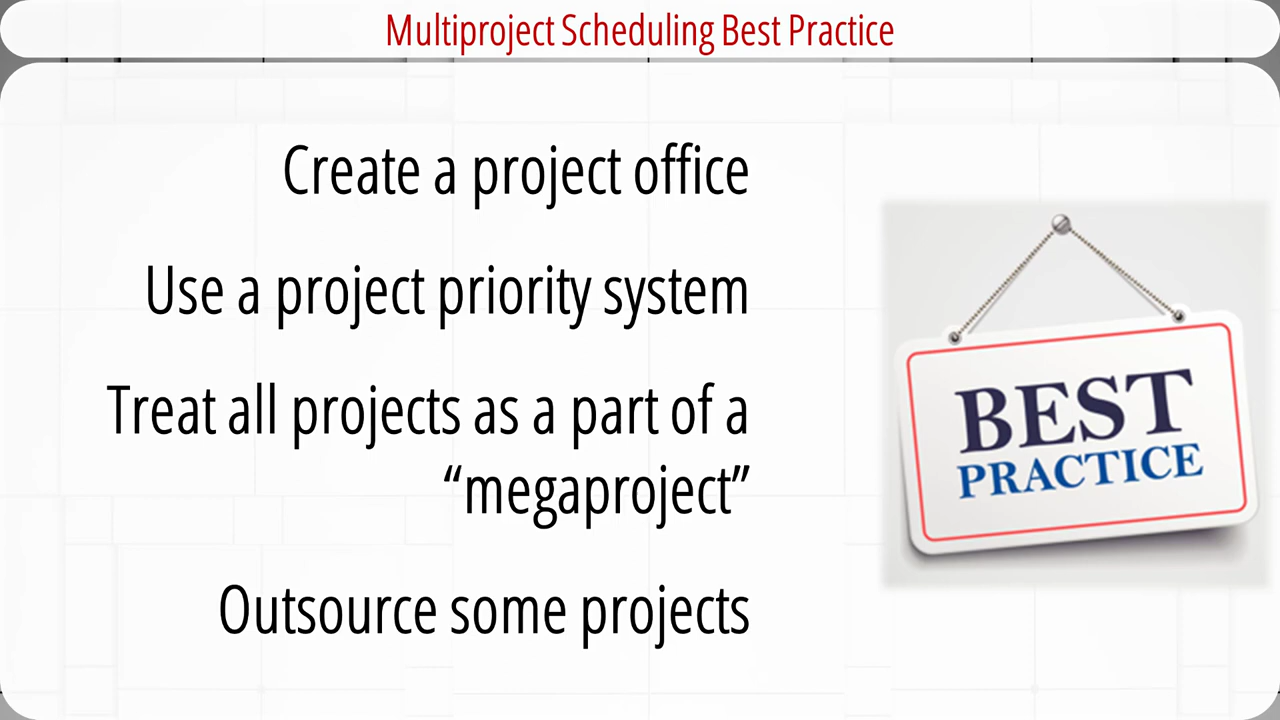 Multiproject Scheduling Best Practice
Create a project office
Use a project priority system
Treat all projects as a part of a
“megaproject”
Outsource some projects
BEST
PRACTICE